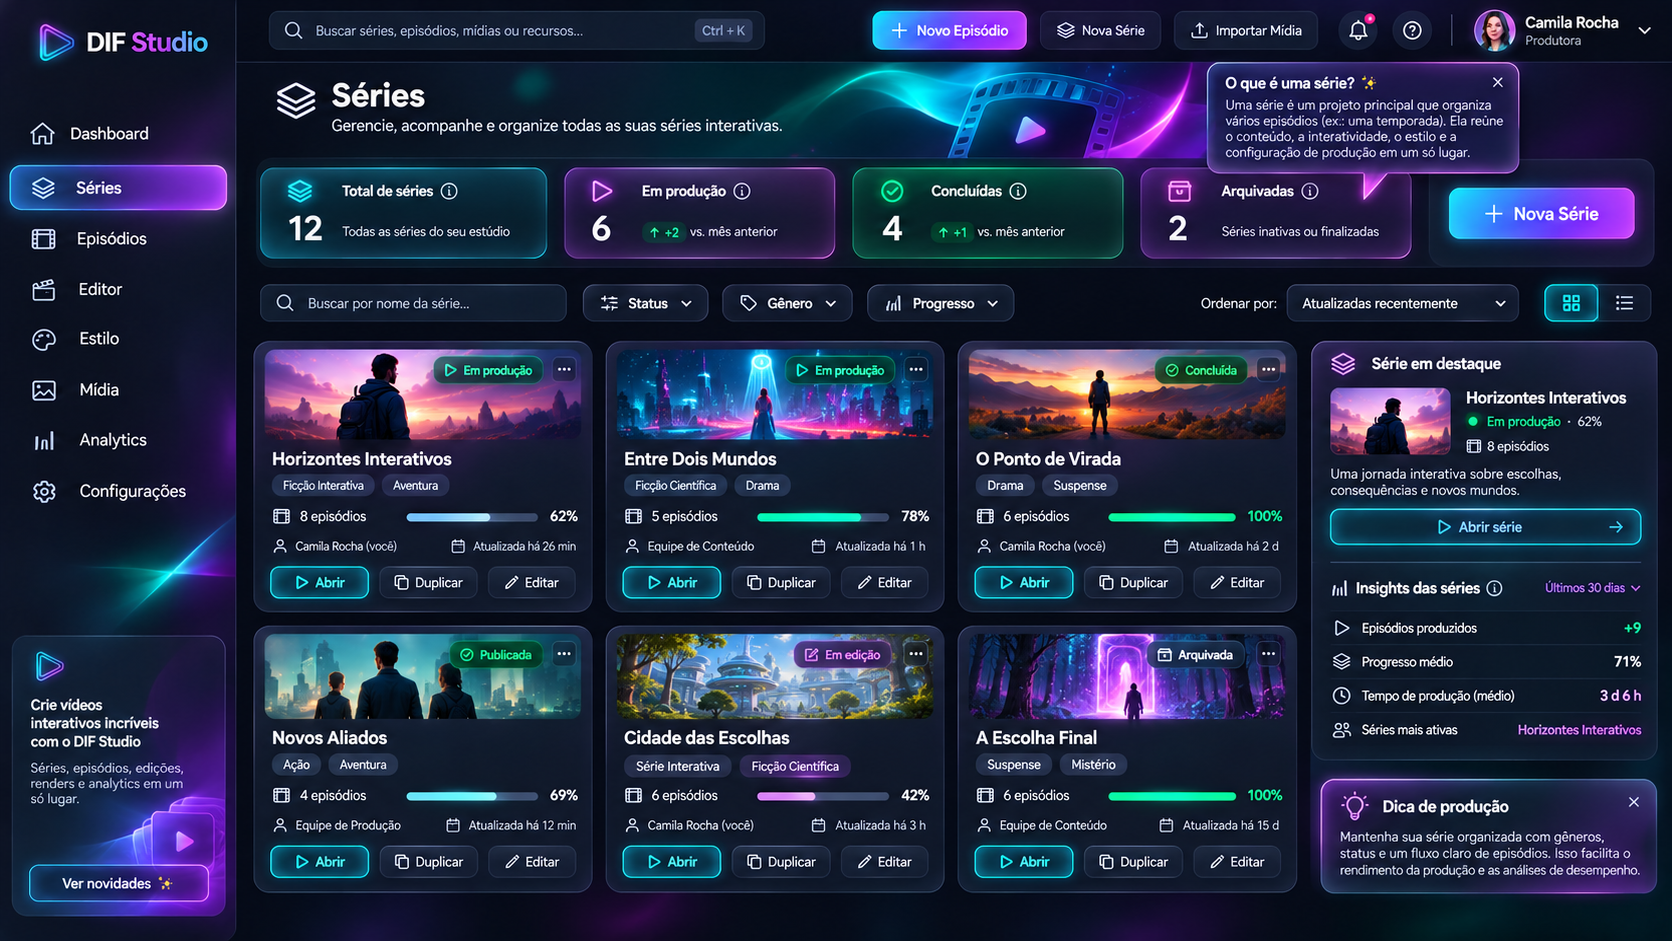 DIF Studio
Buscar séries, episódios, mídias ou recursos...
Ctrl + K
Novo Episódio
Nova Série
Importar Mídia
Camila Rocha
Produtora
Dashboard
Séries
Episódios
Editor
Estilo
Mídia
Analytics
Configurações
Crie vídeos
interativos incríveis
com o DIF Studio
Séries, episódios, edições,
renders e analytics em um
só lugar.
Ver novidades
Séries
Gerencie, acompanhe e organize todas as suas séries interativas.
O que é uma série?
Uma série é um projeto principal que organiza
vários episódios (ex.: uma temporada). Ela reúne
o conteúdo, a interatividade, o estilo e a
configuração de produção em um só lugar.
Total de séries
12
Todas as séries do seu estúdio
Em produção
6
+2 vs. mês anterior
Concluídas
4
+1 vs. mês anterior
Arquivadas
2
Séries inativas ou finalizadas
Nova Série
Buscar por nome da série...
Status
Gênero
Progresso
Ordenar por:
Atualizadas recentemente
Em produção
Horizontes Interativos
Ficção Interativa
Aventura
8 episódios
62%
Camila Rocha (você)
Atualizada há 26 min
Abrir
Duplicar
Editar
Em produção
Entre Dois Mundos
Ficção Científica
Drama
5 episódios
78%
Equipe de Conteúdo
Atualizada há 1 h
Abrir
Duplicar
Editar
Concluída
O Ponto de Virada
Drama
Suspense
6 episódios
100%
Camila Rocha (você)
Atualizada há 2 d
Abrir
Duplicar
Editar
Publicada
Novos Aliados
Ação
Aventura
4 episódios
69%
Equipe de Produção
Atualizada há 12 min
Abrir
Duplicar
Editar
Em edição
Cidade das Escolhas
Série Interativa
Ficção Científica
6 episódios
42%
Camila Rocha (você)
Atualizada há 3 h
Abrir
Duplicar
Editar
Arquivada
A Escolha Final
Suspense
Mistério
6 episódios
100%
Equipe de Conteúdo
Atualizada há 15 d
Abrir
Duplicar
Editar
Série em destaque
Horizontes Interativos
Em produção · 62%
8 episódios
Uma jornada interativa sobre escolhas,
consequências e novos mundos.
Abrir série
Insights das séries
Últimos 30 dias
Episódios produzidos
+9
Progresso médio
71%
Tempo de produção (médio)
3 d 6 h
Séries mais ativas
Horizontes Interativos
Dica de produção
Mantenha sua série organizada com gêneros,
status e um fluxo claro de episódios. Isso facilita o
rendimento da produção e as análises de desempenho.